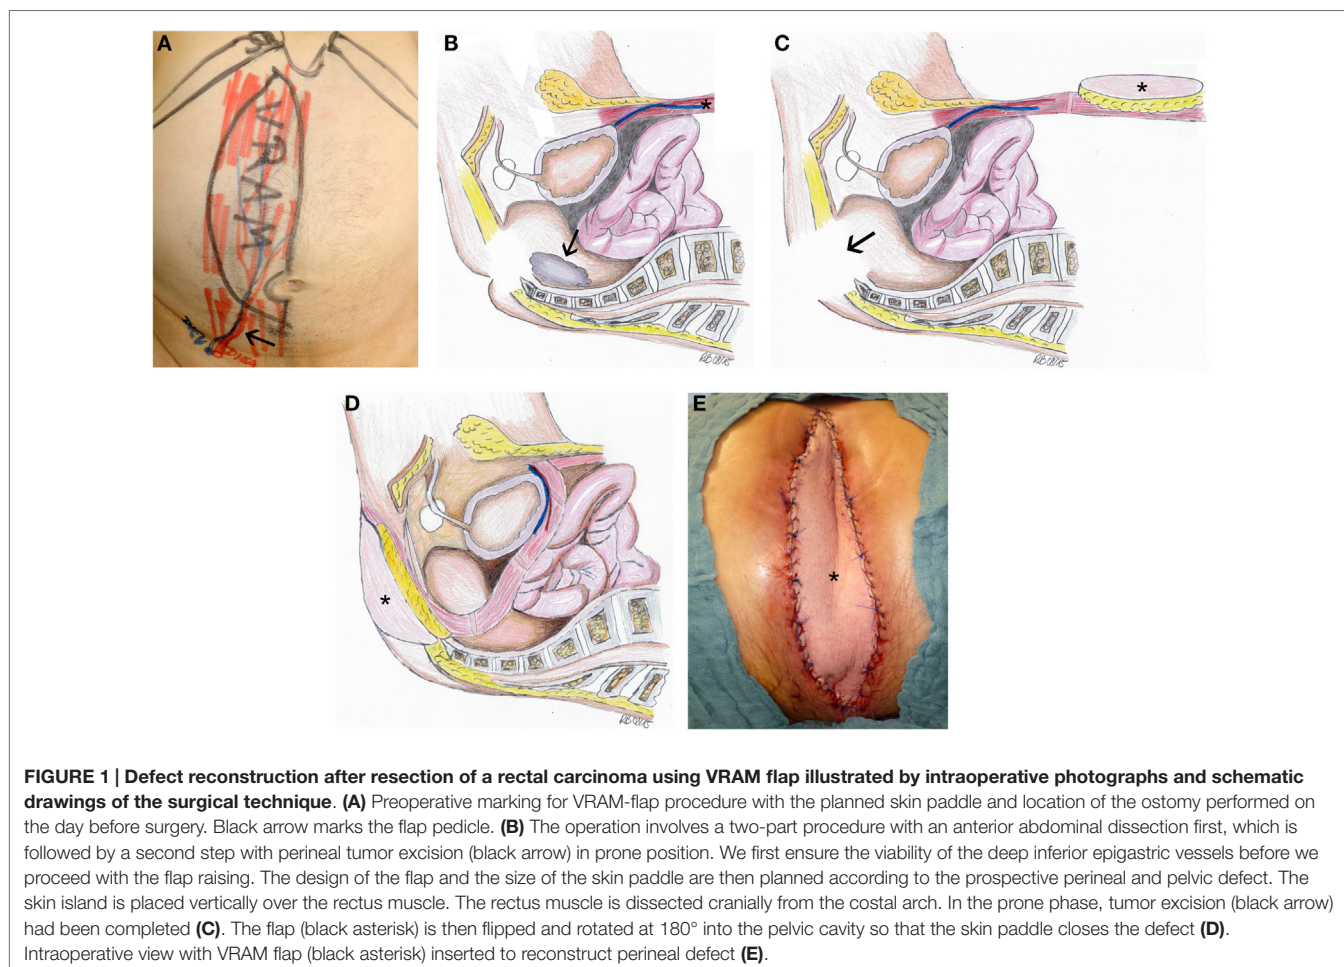 A
B
C
VRAM
*
*
RB 08/15
RB 08/15
D
E
*
*
RB 08/15
FIGURE 1 | Defect reconstruction after resection of a rectal carcinoma using VRAM flap illustrated by intraoperative photographs and schematic
drawings of the surgical technique. (A) Preoperative marking for VRAM-flap procedure with the planned skin paddle and location of the ostomy performed on
the day before surgery. Black arrow marks the flap pedicle. (B) The operation involves a two-part procedure with an anterior abdominal dissection first, which is
followed by a second step with perineal tumor excision (black arrow) in prone position. We first ensure the viability of the deep inferior epigastric vessels before we
proceed with the flap raising. The design of the flap and the size of the skin paddle are then planned according to the prospective perineal and pelvic defect. The
skin island is placed vertically over the rectus muscle. The rectus muscle is dissected cranially from the costal arch. In the prone phase, tumor excision (black arrow)
had been completed (C). The flap (black asterisk) is then flipped and rotated at 180° into the pelvic cavity so that the skin paddle closes the defect (D).
Intraoperative view with VRAM flap (black asterisk) inserted to reconstruct perineal defect (E).